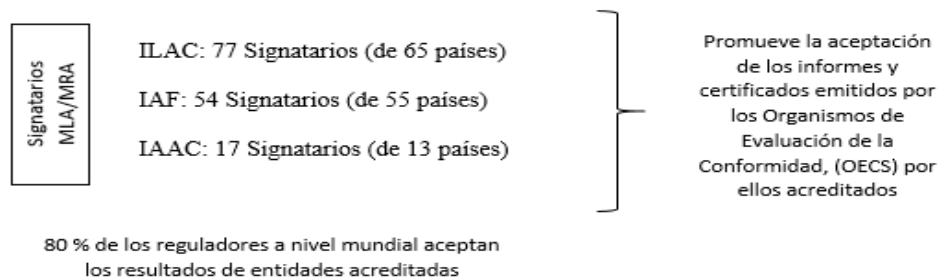 Signatarios
MLA/MRA
ILAC: 77 Signatarios (de 65 países)
IAF: 54 Signatarios (de 55 países)
IAAC: 17 Signatarios (de 13 países)
Promueve la aceptación
de los informes y
certificados emitidos por
los Organismos de
Evaluación de la
Conformidad, (OECS) por
ellos acreditados
80 % de los reguladores a nivel mundial aceptan
los resultados de entidades acreditadas